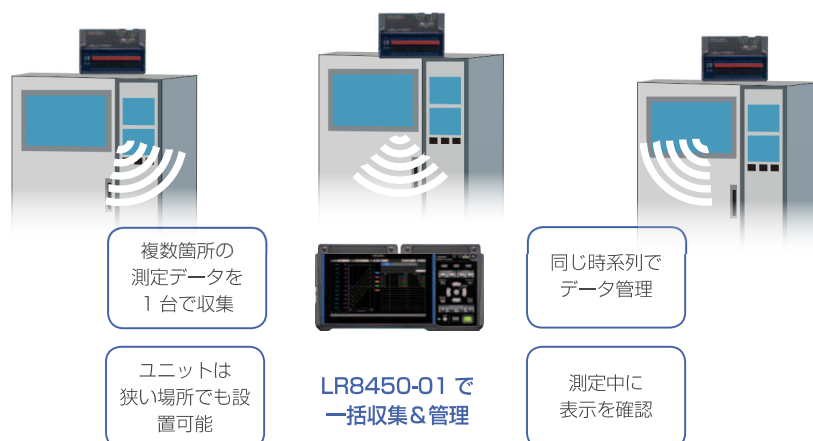 複数箇所の
測定データを
1 台で収集
同じ時系列で
データ管理
ユニットは
狭い場所でも設
置可能
LR8450-01 で
一括収集&管理
測定中に
表示を確認